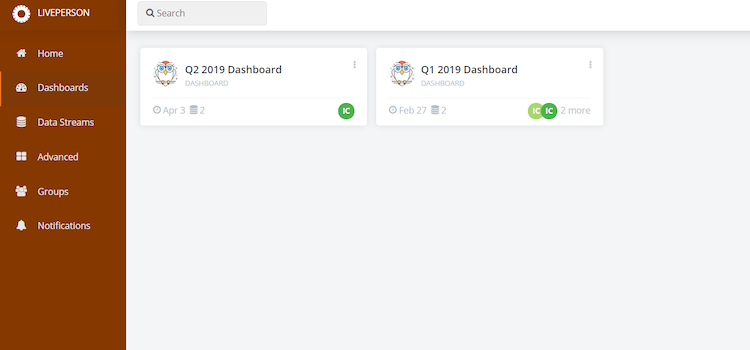 LIVEPERSON
Search
Home
Dashboards
Data Streams
Advanced
Groups
Notifications
Q2 2019 Dashboard
DASHBOARD
Apr 3 2
IC
Q1 2019 Dashboard
DASHBOARD
Feb 27 2
IC IC 2 more